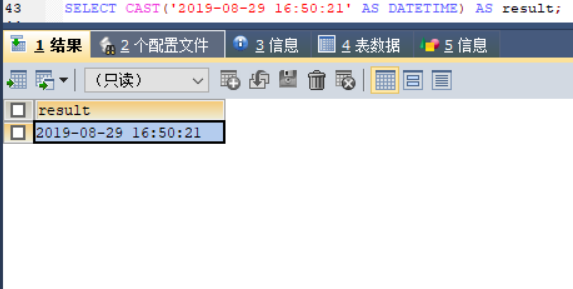 43 SELECT CAST('2019-08-29 16:50:21' AS DATETIME) AS result;
1 结果 2 个配置文件 3 信息 4 表数据 5 信息
（只读）
result
2019-08-29 16:50:21